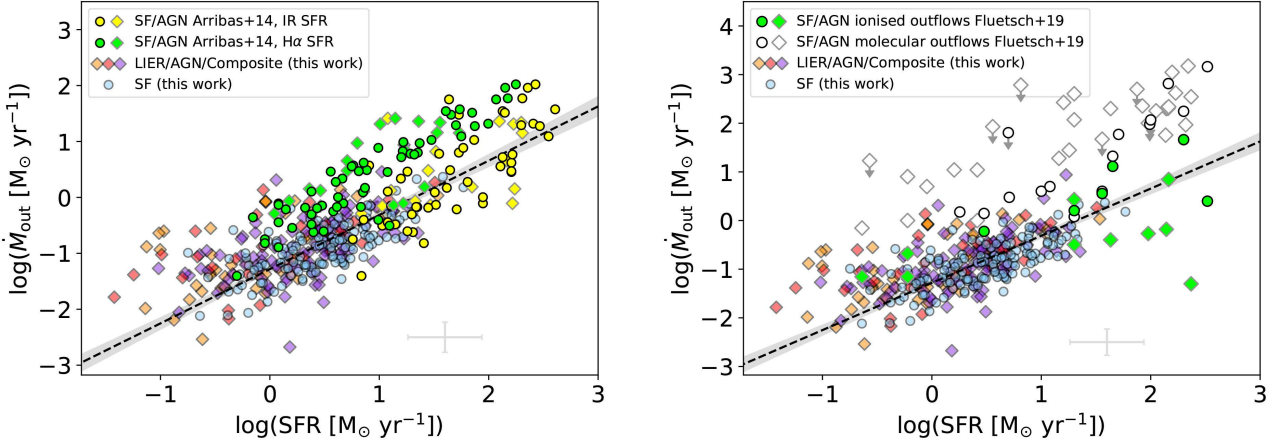 SF/AGN Arribas+14, IR SFR
SF/AGN Arribas+14, Hα SFR
LIER/AGN/Composite (this work)
SF (this work)
3
2
1
0
−1
−2
−3
log(Ṁout [M⊙ yr−1])
−1
0
1
2
3
log(SFR [M⊙ yr−1])
SF/AGN ionised outflows Fluetsch+19
SF/AGN molecular outflows Fluetsch+19
LIER/AGN/Composite (this work)
SF (this work)
4
3
2
1
0
−1
−2
−3
log(Ṁout [M⊙ yr−1])
−1
0
1
2
3
log(SFR [M⊙ yr−1])